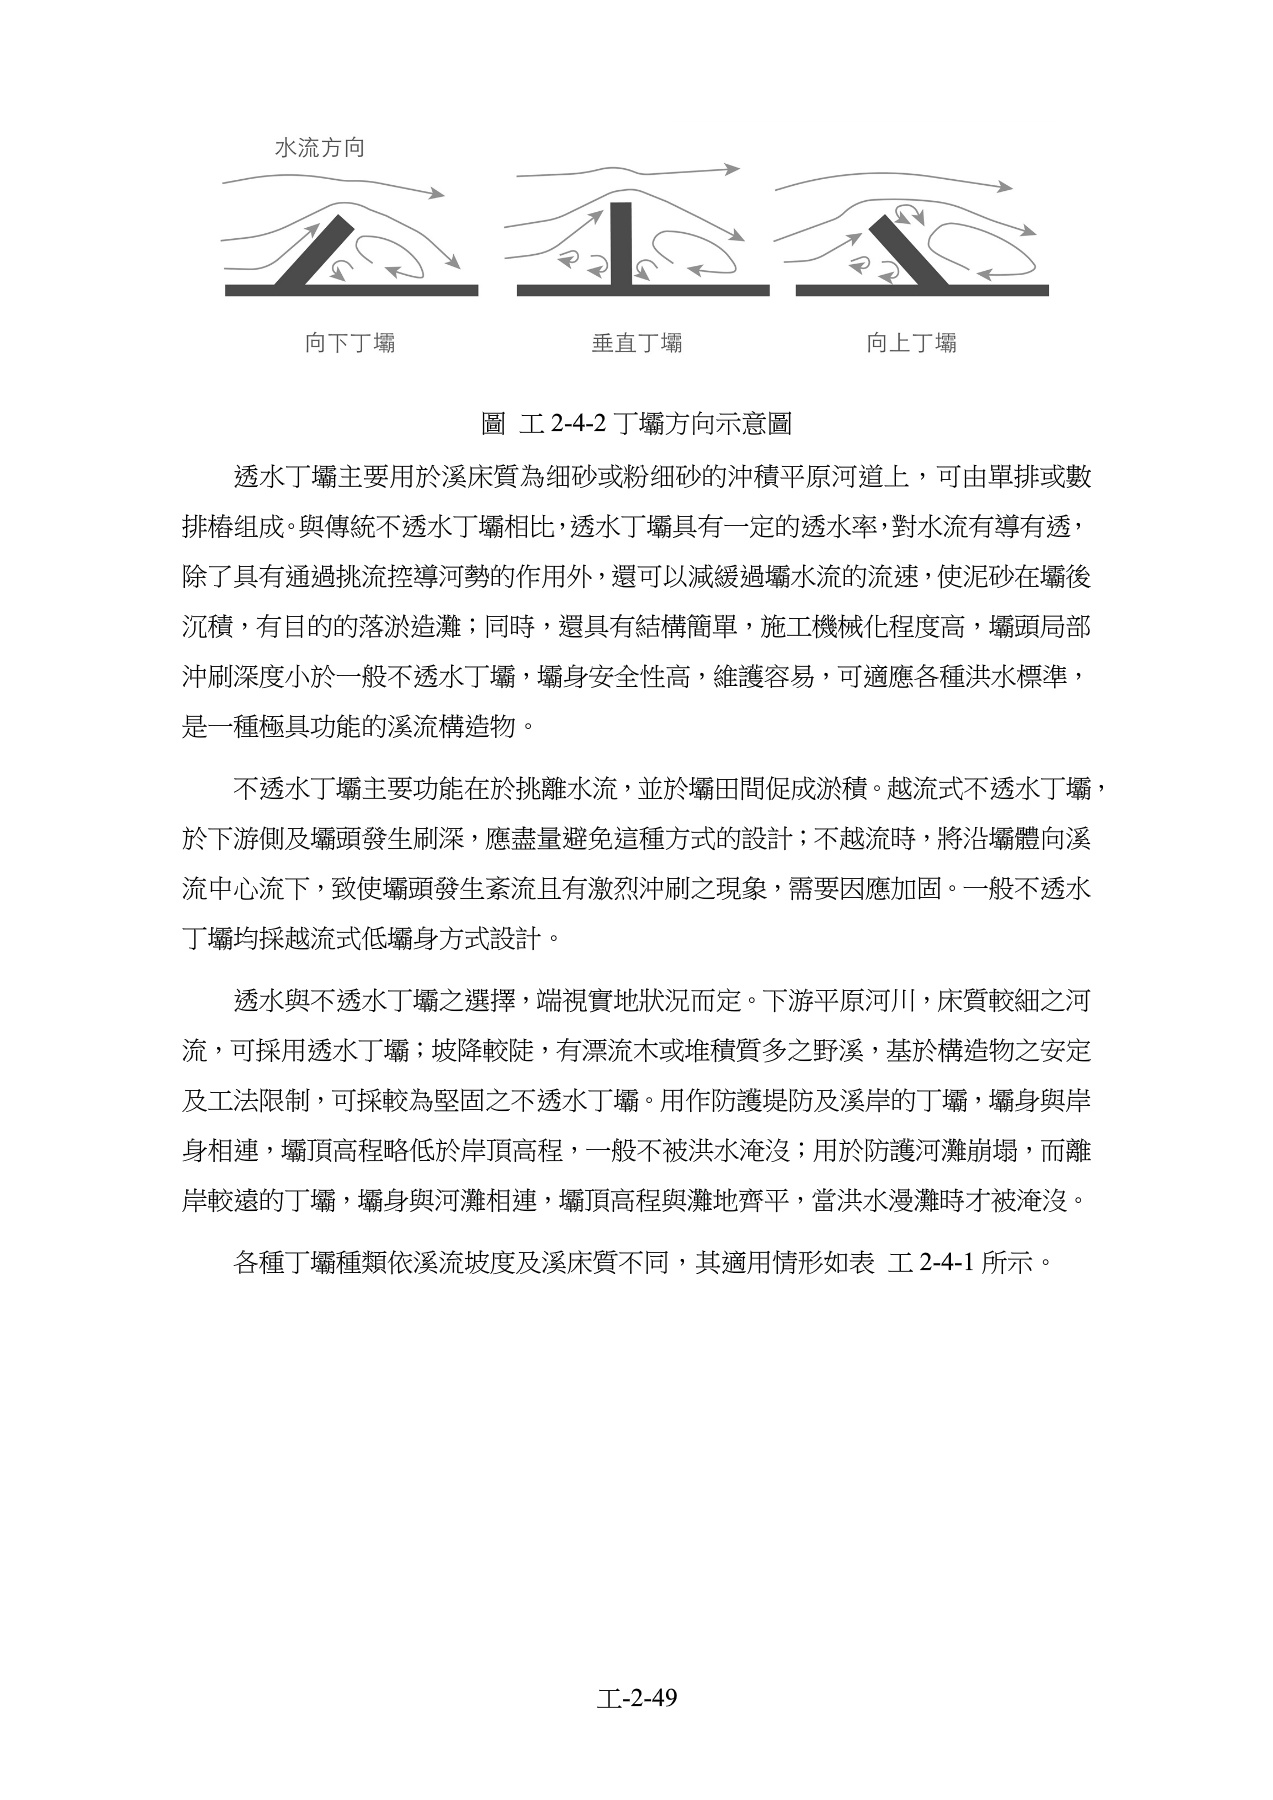 水流方向
向下丁壩 垂直丁壩 向上丁壩
圖 工 2-4-2 丁壩方向示意圖
透水丁壩主要用於溪床質為细砂或粉细砂的沖積平原河道上，可由單排或數
排樁组成。與傳統不透水丁壩相比，透水丁壩具有一定的透水率，對水流有導有透，
除了具有通過挑流控導河勢的作用外，還可以減緩過壩水流的流速，使泥砂在壩後
沉積，有目的的落淤造灘；同時，還具有結構簡單，施工機械化程度高，壩頭局部
沖刷深度小於一般不透水丁壩，壩身安全性高，維護容易，可適應各種洪水標準，
是一種極具功能的溪流構造物。
不透水丁壩主要功能在於挑離水流，並於壩田間促成淤積。越流式不透水丁壩，
於下游側及壩頭發生刷深，應盡量避免這種方式的設計；不越流時，將沿壩體向溪
流中心流下，致使壩頭發生紊流且有激烈沖刷之現象，需要因應加固。一般不透水
丁壩均採越流式低壩身方式設計。
透水與不透水丁壩之選擇，端視實地狀況而定。下游平原河川，床質較細之河
流，可採用透水丁壩；坡降較陡，有漂流木或堆積質多之野溪，基於構造物之安定
及工法限制，可採較為堅固之不透水丁壩。用作防護堤防及溪岸的丁壩，壩身與岸
身相連，壩頂高程略低於岸頂高程，一般不被洪水淹沒；用於防護河灘崩塌，而離
岸較遠的丁壩，壩身與河灘相連，壩頂高程與灘地齊平，當洪水漫灘時才被淹沒。
各種丁壩種類依溪流坡度及溪床質不同，其適用情形如表 工 2-4-1 所示。
工-2-49